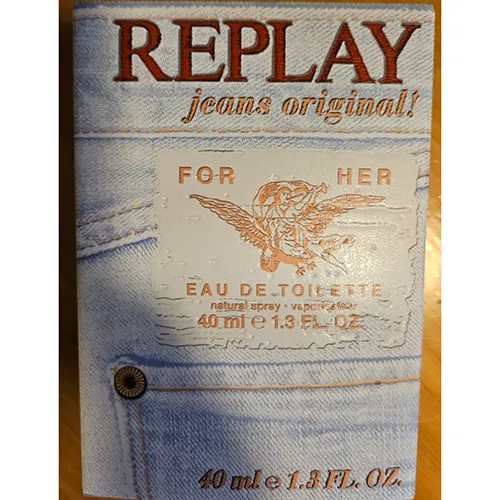 REPLAY
jeans original!
FOR HER
EAU DE TOILETTE
natural spray • vaporisateur
40 ml e 1.3 FL. OZ.
40 ml e 1.3 FL. OZ.